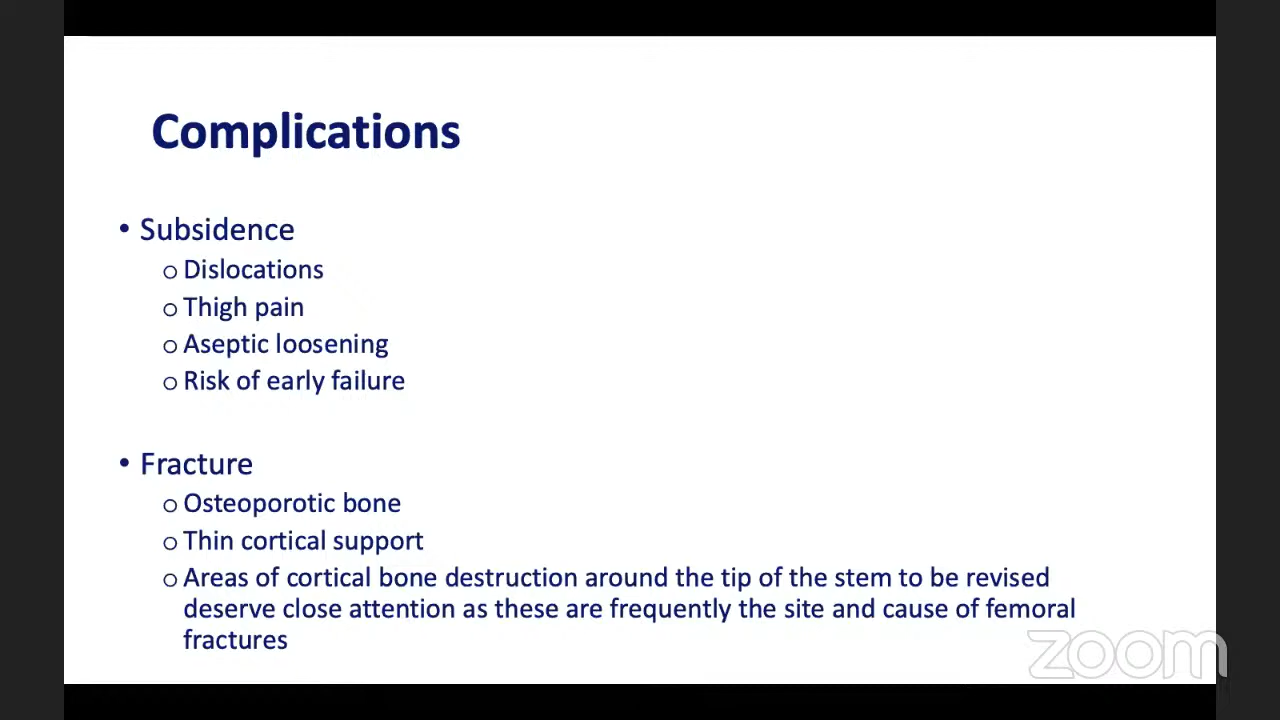 Complications
• Subsidence
o Dislocations
o Thigh pain
o Aseptic loosening
o Risk of early failure
• Fracture
o Osteoporotic bone
o Thin cortical support
o Areas of cortical bone destruction around the tip of the stem to be revised
deserve close attention as these are frequently the site and cause of femoral
fractures
zoom